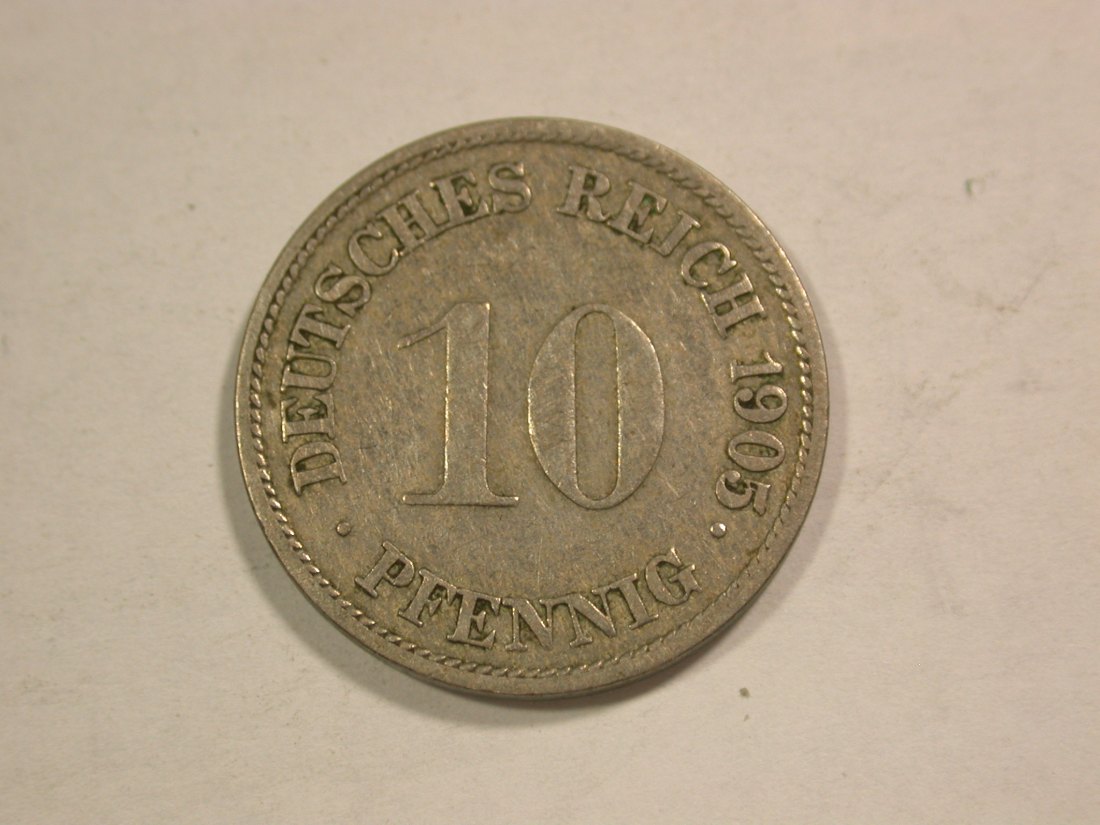 DEUTSCHES REICH 1905
10
· PFENNIG ·